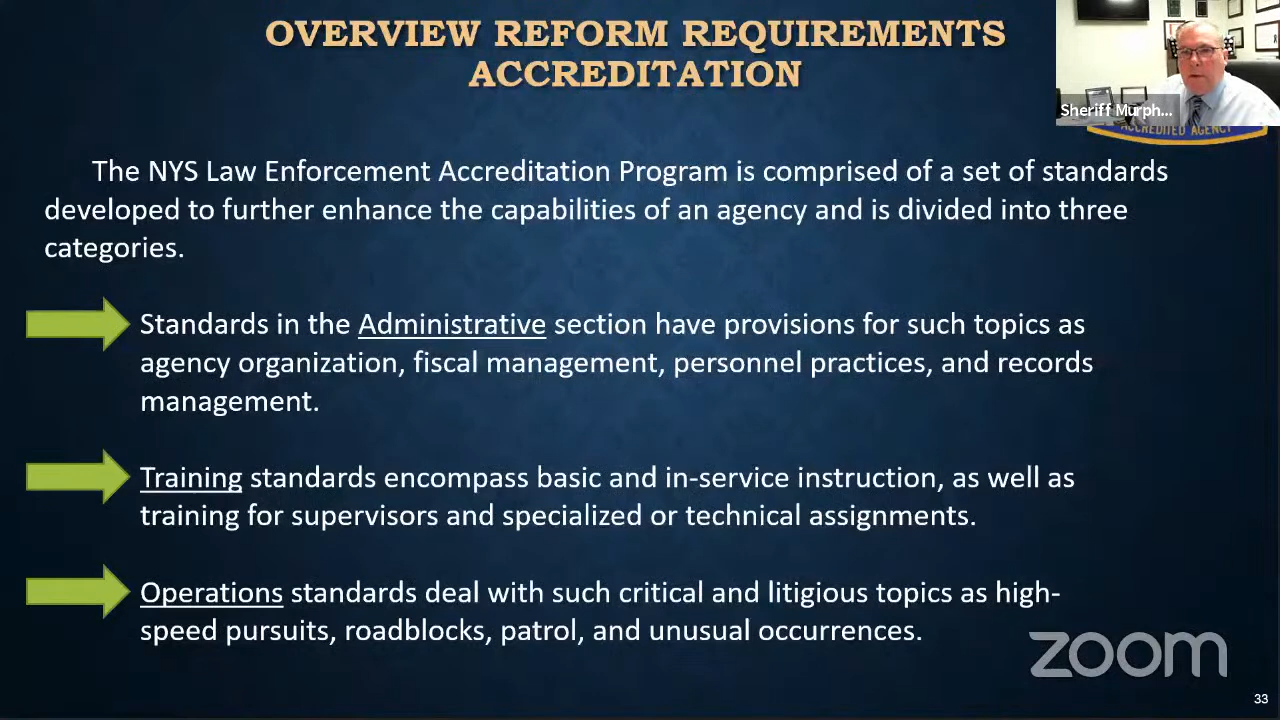 OVERVIEW REFORM REQUIREMENTS
ACCREDITATION
Sheriff Murph...
ACCREDITED AGENCY
The NYS Law Enforcement Accreditation Program is comprised of a set of standards
developed to further enhance the capabilities of an agency and is divided into three
categories.
Standards in the Administrative section have provisions for such topics as
agency organization, fiscal management, personnel practices, and records
management.
Training standards encompass basic and in-service instruction, as well as
training for supervisors and specialized or technical assignments.
Operations standards deal with such critical and litigious topics as high-
speed pursuits, roadblocks, patrol, and unusual occurrences.
zoom
33